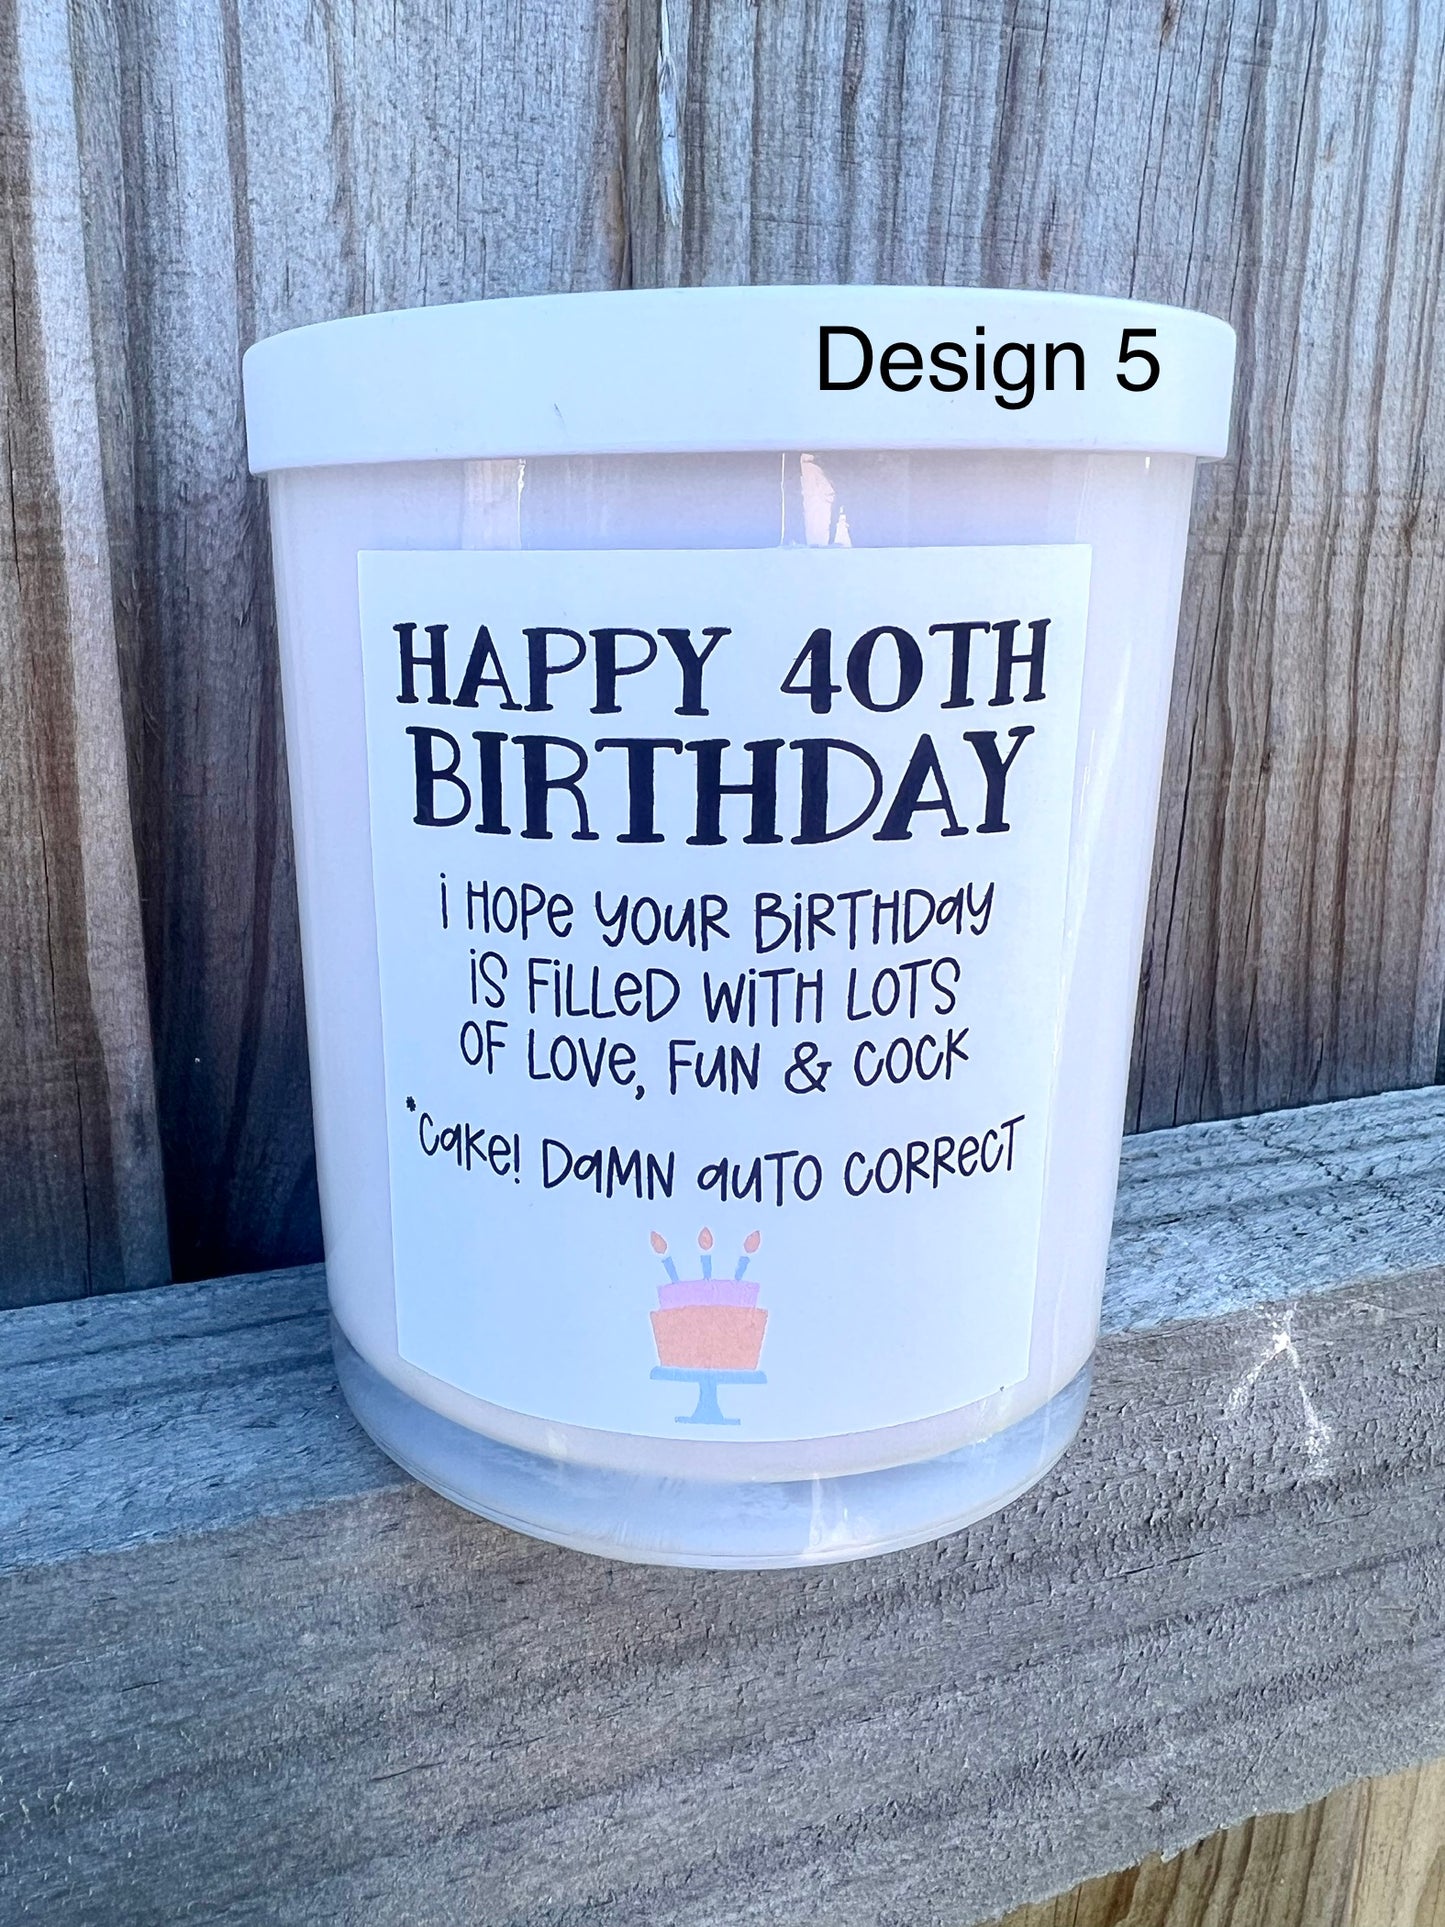 Design 5
HAPPY 40TH
BIRTHDAY
i HOPe YOUR BiRTHDaY
iS FiLLeD WiTH LOTS
OF LOVe, FUN & COCK
*Cake! DaMN aUTO CORReCT